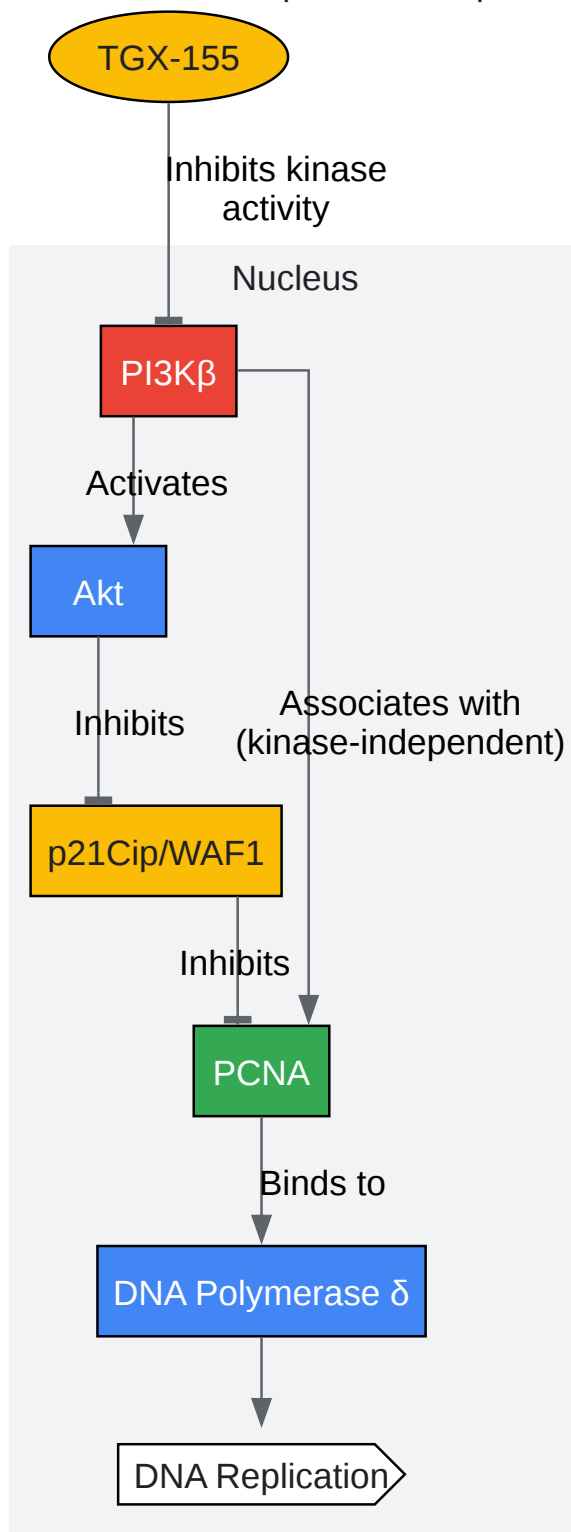 TGX-155
Inhibits kinase
activity
Nucleus
PI3Kβ
Activates
Akt
Inhibits
Associates with
(kinase-independent)
p21Cip/WAF1
Inhibits
PCNA
Binds to
DNA Polymerase δ
DNA Replication